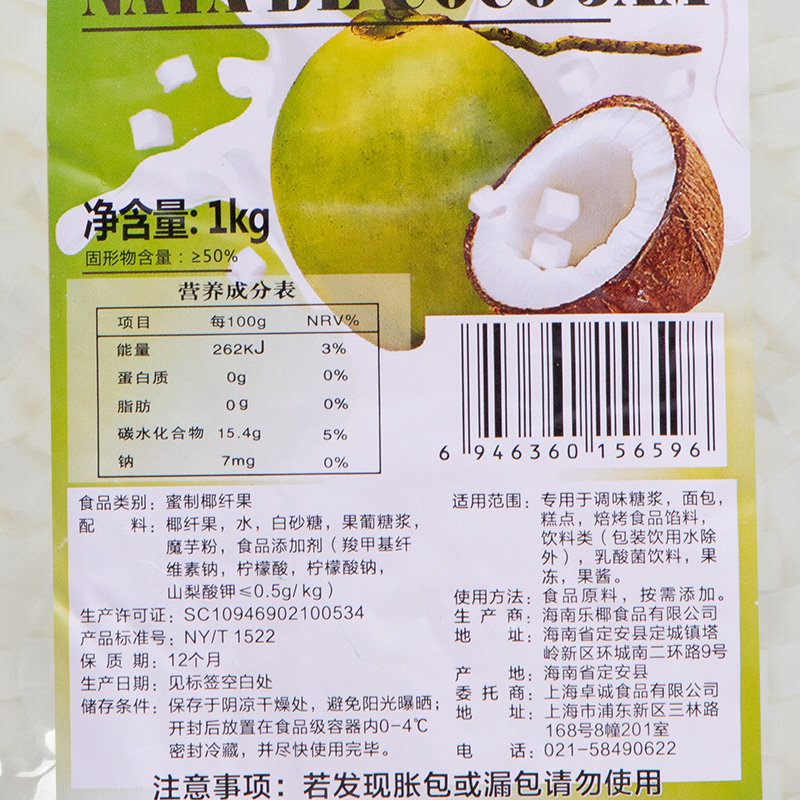 NATA DE COCO JAM
净含量: 1kg
固形物含量：≥50%
营养成分表
项目 每100g NRV%
能量 262KJ 3%
蛋白质 0g 0%
脂肪 0g 0%
碳水化合物 15.4g 5%
钠 7mg 0%
6 946360 156596
食品类别：蜜制椰纤果
配 料：椰纤果，水，白砂糖，果葡糖浆，
魔芋粉，食品添加剂（羧甲基纤
维素钠，柠檬酸，柠檬酸钠，
山梨酸钾≤0.5g/kg）
生产许可证：SC10946902100534
产品标准号：NY/T 1522
保 质 期：12个月
生产日期：见标签空白处
储存条件：保存于阴凉干燥处，避免阳光曝晒；
开封后放置在食品级容器内0-4℃
密封冷藏，并尽快使用完毕。
适用范围：专用于调味糖浆，面包，
糕点，焙烤食品馅料，
饮料类（包装饮用水除
外），乳酸菌饮料，果
冻，果酱。
使用方法：食品原料，按需添加。
生 产 商：海南乐椰食品有限公司
地 址：海南省定安县定城镇塔
岭新区环城南二环路9号
产 地：海南省定安县
委 托 商：上海卓诚食品有限公司
地 址：上海市浦东新区三林路
168号8幢201室
电 话：021-58490622
注意事项：若发现胀包或漏包请勿使用